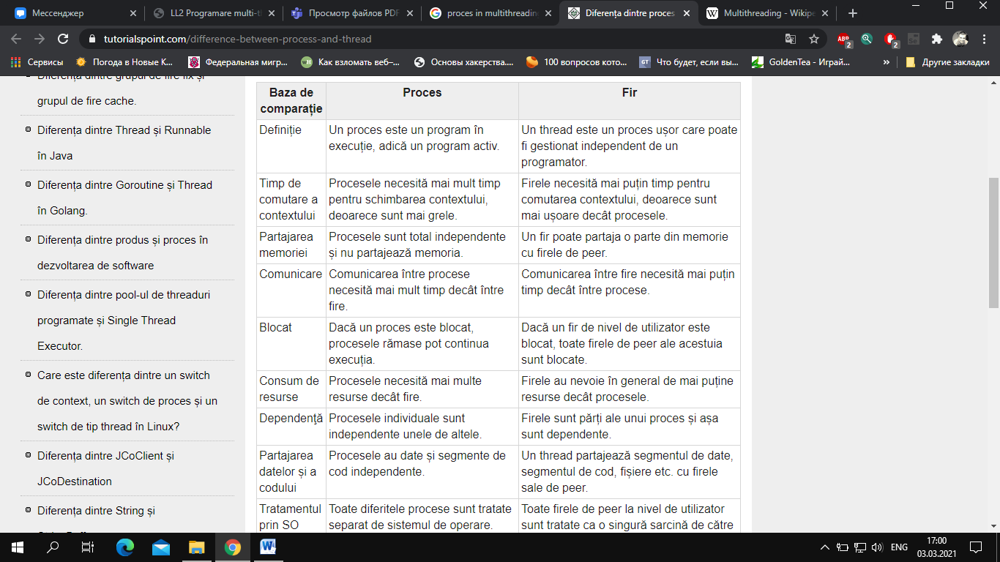 Мессенджер
LL2 Programare multi-t
Просмотр файлов PDF
proces in multithreadin
Diferența dintre proces
Multithreading - Wikipe
tutorialspoint.com/difference-between-process-and-thread
ABP
2
2
Сервисы
Погода в Новые К...
Федеральная мигр...
Как взломать веб-...
Основы хакерства....
100 вопросов кото...
GT
Что будет, если вы...
GoldenTea - Играй...
»
Другие закладки
Diferența dintre grupul de fire fix și
grupul de fire cache.
Diferența dintre Thread și Runnable
în Java
Diferența dintre Goroutine și Thread
în Golang.
Diferența dintre produs și proces în
dezvoltarea de software
Diferența dintre pool-ul de threaduri
programate și Single Thread
Executor.
Care este diferența dintre un switch
de context, un switch de proces și un
switch de tip thread în Linux?
Diferența dintre JCoClient și
JCoDestination
Diferența dintre String și
Baza de
comparație
Proces
Fir
Definiție
Un proces este un program în
execuție, adică un program activ.
Un thread este un proces ușor care poate
fi gestionat independent de un
programator.
Timp de
comutare a
contextului
Procesele necesită mai mult timp
pentru schimbarea contextului,
deoarece sunt mai grele.
Firele necesită mai puțin timp pentru
comutarea contextului, deoarece sunt
mai ușoare decât procesele.
Partajarea
memoriei
Procesele sunt total independente
și nu partajează memoria.
Un fir poate partaja o parte din memorie
cu firele de peer.
Comunicare
Comunicarea între procese
necesită mai mult timp decât între
fire.
Comunicarea între fire necesită mai puțin
timp decât între procese.
Blocat
Dacă un proces este blocat,
procesele rămase pot continua
execuția.
Dacă un fir de nivel de utilizator este
blocat, toate firele de peer ale acestuia
sunt blocate.
Consum de
resurse
Procesele necesită mai multe
resurse decât fire.
Firele au nevoie în general de mai puține
resurse decât procesele.
Dependenţă
Procesele individuale sunt
independente unele de altele.
Firele sunt părți ale unui proces și așa
sunt dependente.
Partajarea
datelor și a
codului
Procesele au date și segmente de
cod independente.
Un thread partajează segmentul de date,
segmentul de cod, fișiere etc. cu firele
sale de peer.
Tratamentul
prin SO
Toate diferitele procese sunt tratate
separat de sistemul de operare.
Toate firele de peer la nivel de utilizator
sunt tratate ca o singură sarcină de către
ENG
17:00
03.03.2021